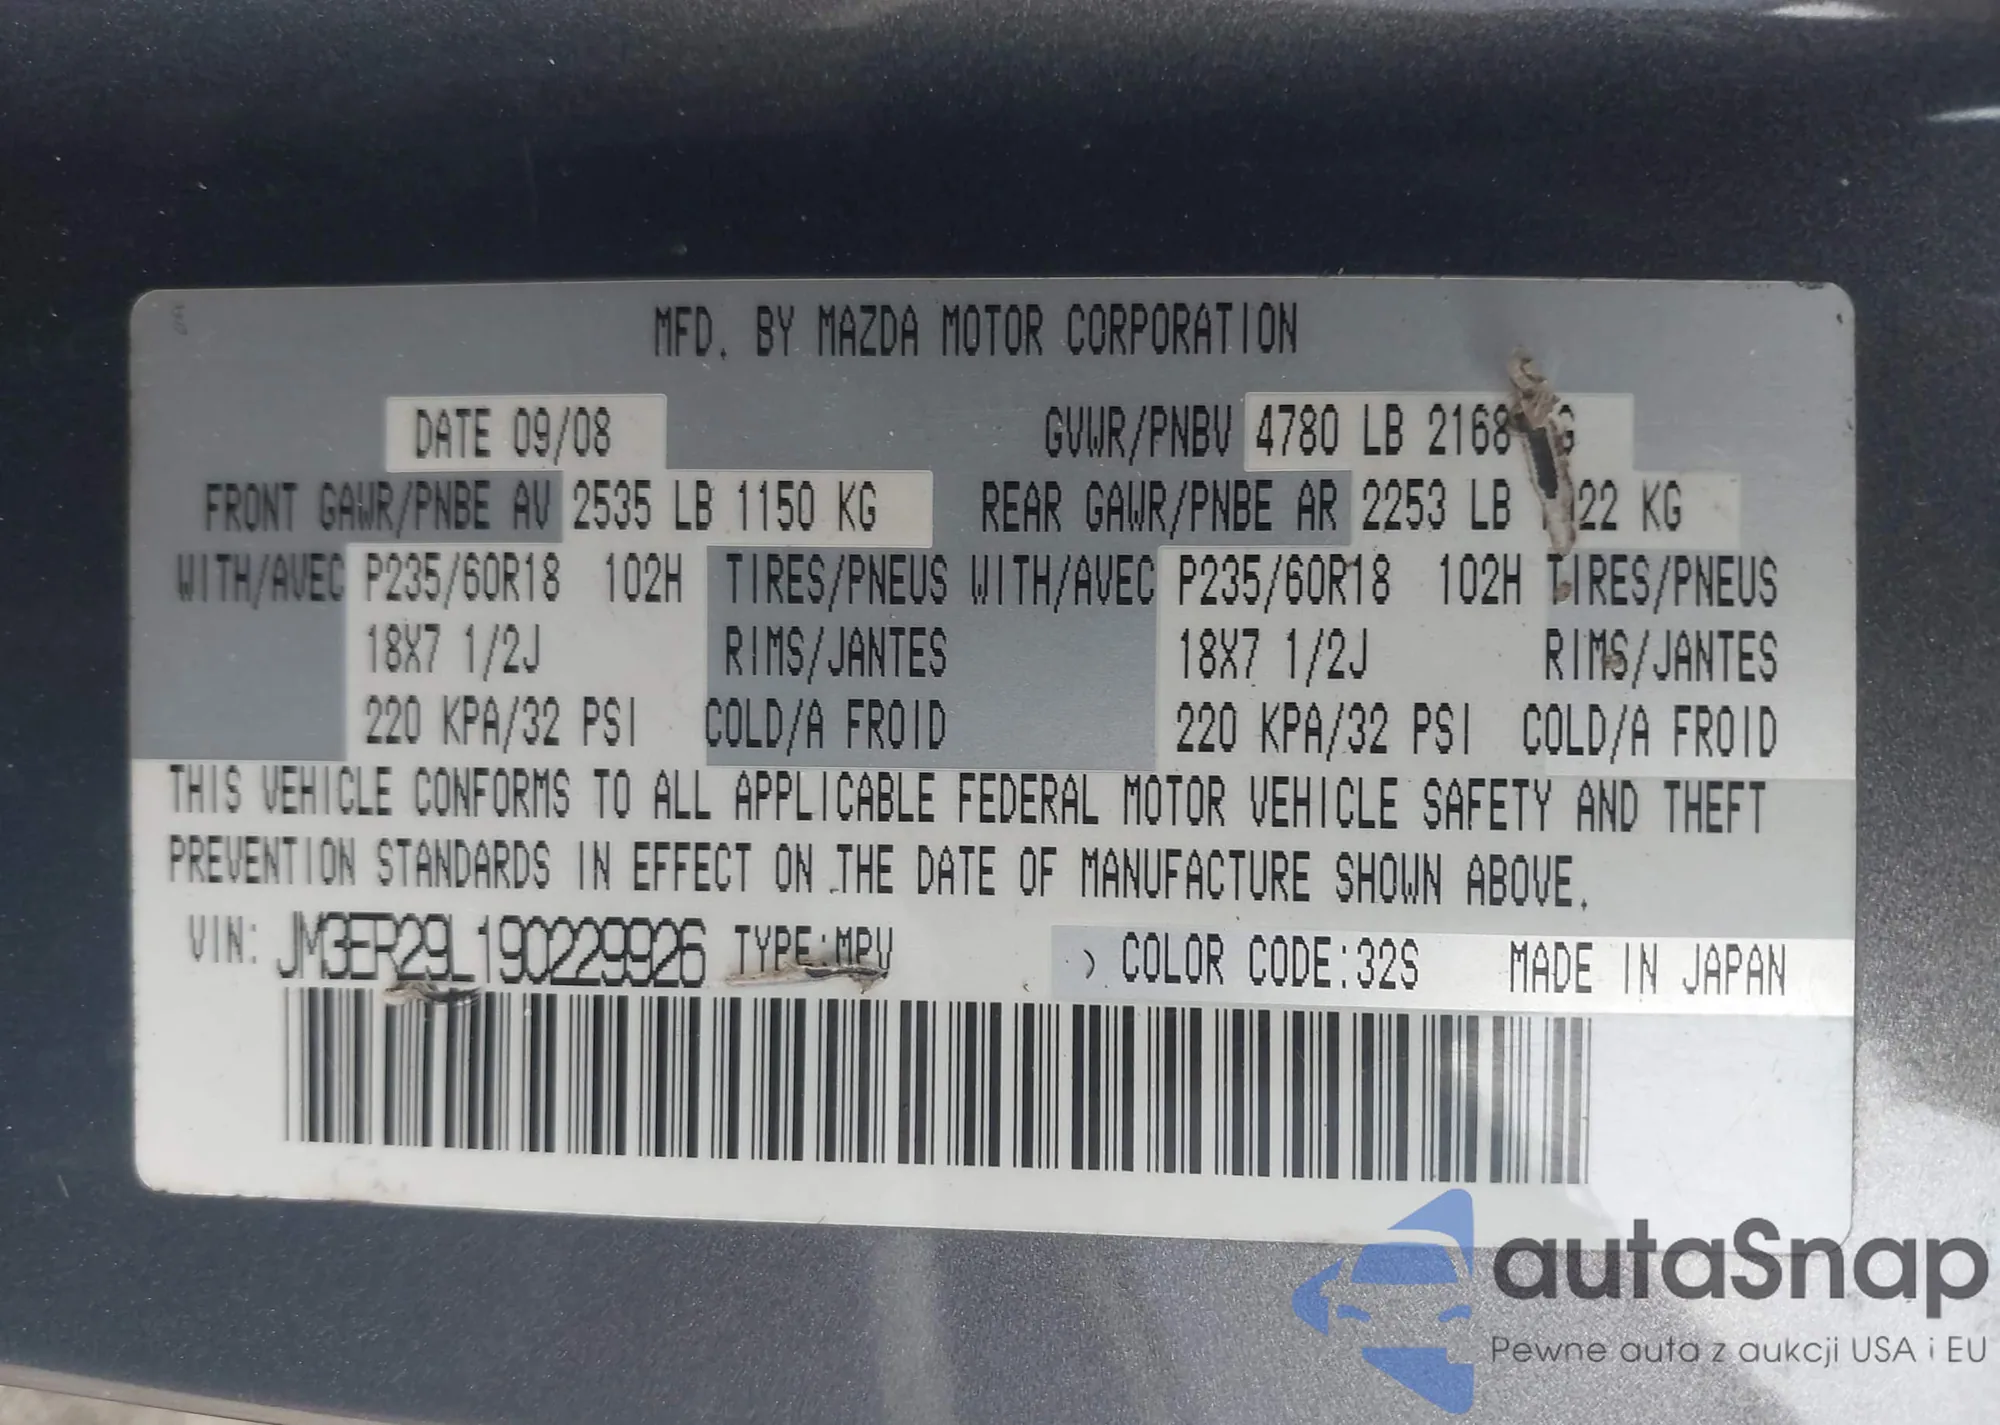 MFD. BY MAZDA MOTOR CORPORATION
DATE 09/08 GVWR/PNBV 4780 LB 2168
FRONT GAWR/PNBE AV 2535 LB 1150 KG REAR GAWR/PNBE AR 2253 LB KG
WITH/AVEC P235/60R18 102H TIRES/PNEUS WITH/AVEC P235/60R18 102H TIRES/PNEUS
18X7 1/2J RIMS/JANTES 18X7 1/2J RIMS/JANTES
220 KPA/32 PSI COLD/A FROID 220 KPA/32 PSI COLD/A FROID
THIS VEHICLE CONFORMS TO ALL APPLICABLE FEDERAL MOTOR VEHICLE SAFETY AND THEFT
PREVENTION STANDARDS IN EFFECT ON THE DATE OF MANUFACTURE SHOWN ABOVE.
VIN: JM3ER29L190229926 TYPE:MPV COLOR CODE:32S MADE IN JAPAN
autaSnap
Pewne auta z aukcji USA i EU